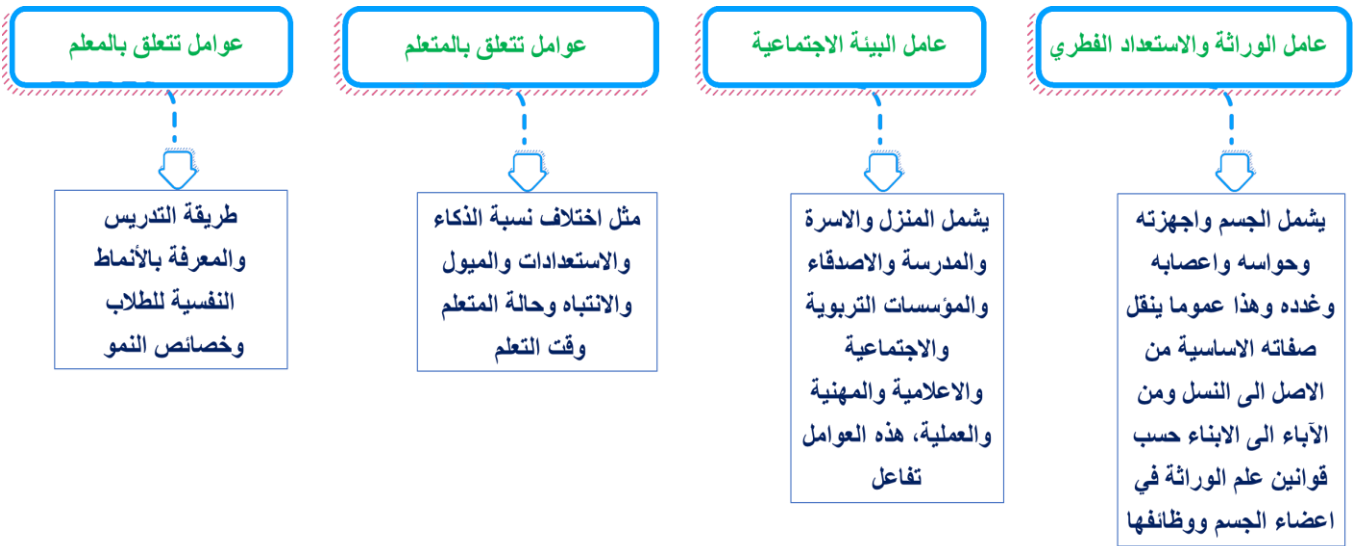 عامل الوراثة والاستعداد الفطري
يشمل الجسم واجهزته
وحواسه واعصابه
وغدده وهذا عموما ينقل
صفاته الاساسية من
الاصل الى النسل ومن
الآباء الى الابناء حسب
قوانين علم الوراثة في
اعضاء الجسم ووظائفها
عامل البيئة الاجتماعية
يشمل المنزل والاسرة
والمدرسة والاصدقاء
والمؤسسات التربوية
والاجتماعية
والاعلامية والمهنية
والعملية، هذه العوامل
تفاعل
عوامل تتعلق بالمتعلم
مثل اختلاف نسبة الذكاء
والاستعدادات والميول
والانتباه وحالة المتعلم
وقت التعلم
عوامل تتعلق بالمعلم
طريقة التدريس
والمعرفة بالأنماط
النفسية للطلاب
وخصائص النمو